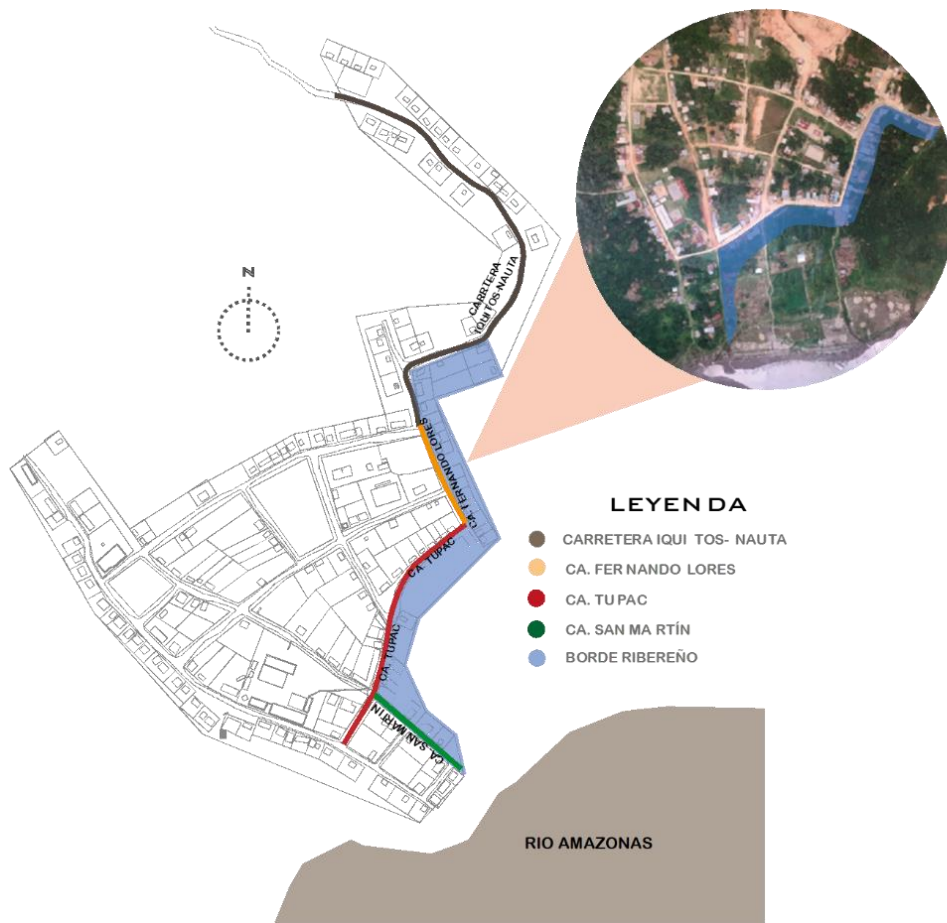 N
CARRTERA
IQUITOS-NAUTA
CA. FERNANDO LORES
CA. TUPAC
CA. TUPAC
CA. SAN MARTIN
LEYENDA
CARRETERA IQUI TOS- NAUTA
CA. FER NANDO LORES
CA. TU PAC
CA. SAN MA RTÍN
BORDE RIBEREÑO
RIO AMAZONAS